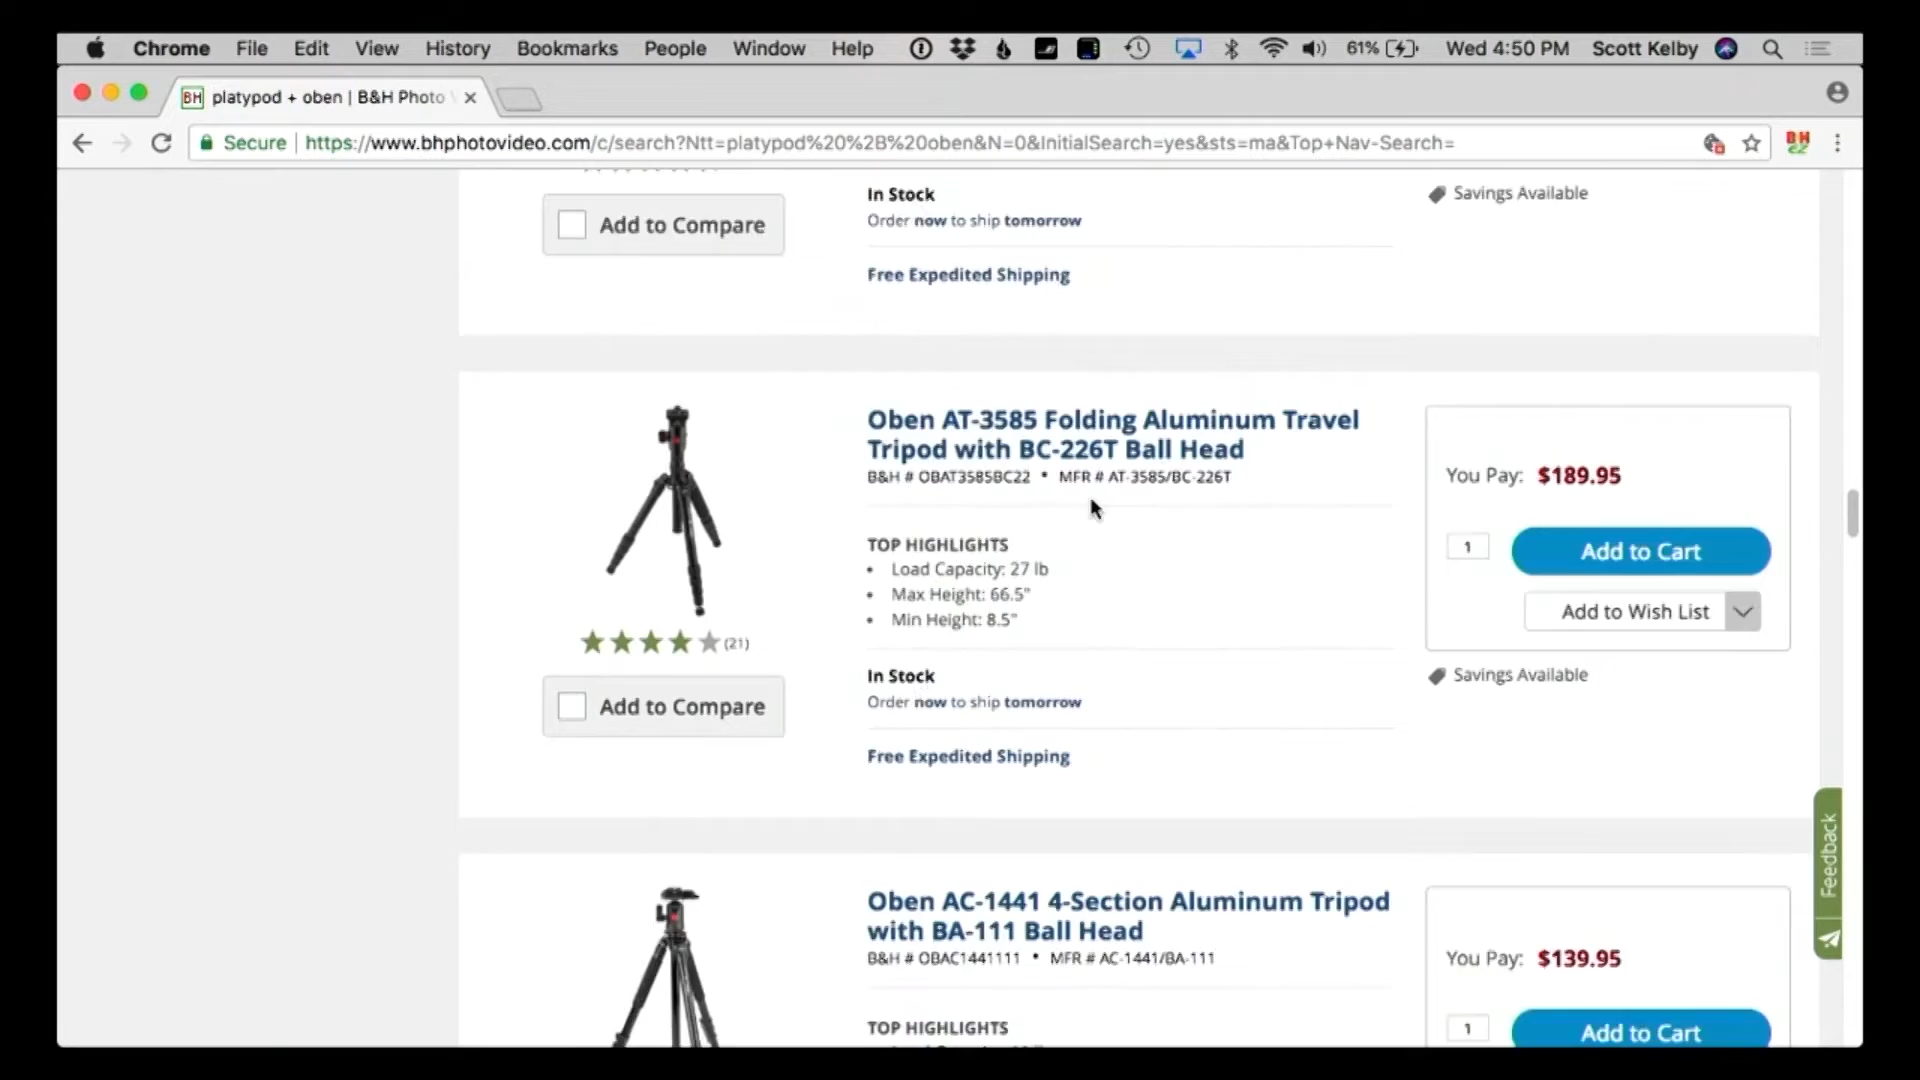 Chrome File Edit View History Bookmarks People Window Help 61% Wed 4:50 PM Scott Kelby
BH platypod + oben | B&H Photo
Secure https://www.bhphotovideo.com/c/search?Ntt=platypod%20%2B%20oben&N=0&InitialSearch=yes&sts=ma&Top+Nav-Search=
Add to Compare
In Stock
Order now to ship tomorrow
Free Expedited Shipping
Savings Available
Oben AT-3585 Folding Aluminum Travel
Tripod with BC-226T Ball Head
B&H # OBAT3585BC22 • MFR # AT-3585/BC-226T
TOP HIGHLIGHTS
• Load Capacity: 27 lb
• Max Height: 66.5"
• Min Height: 8.5"
(21)
Add to Compare
In Stock
Order now to ship tomorrow
Free Expedited Shipping
You Pay: $189.95
1 Add to Cart
Add to Wish List
Savings Available
Feedback
Oben AC-1441 4-Section Aluminum Tripod
with BA-111 Ball Head
B&H # OBAC1441111 • MFR # AC-1441/BA-111
TOP HIGHLIGHTS
You Pay: $139.95
1 Add to Cart